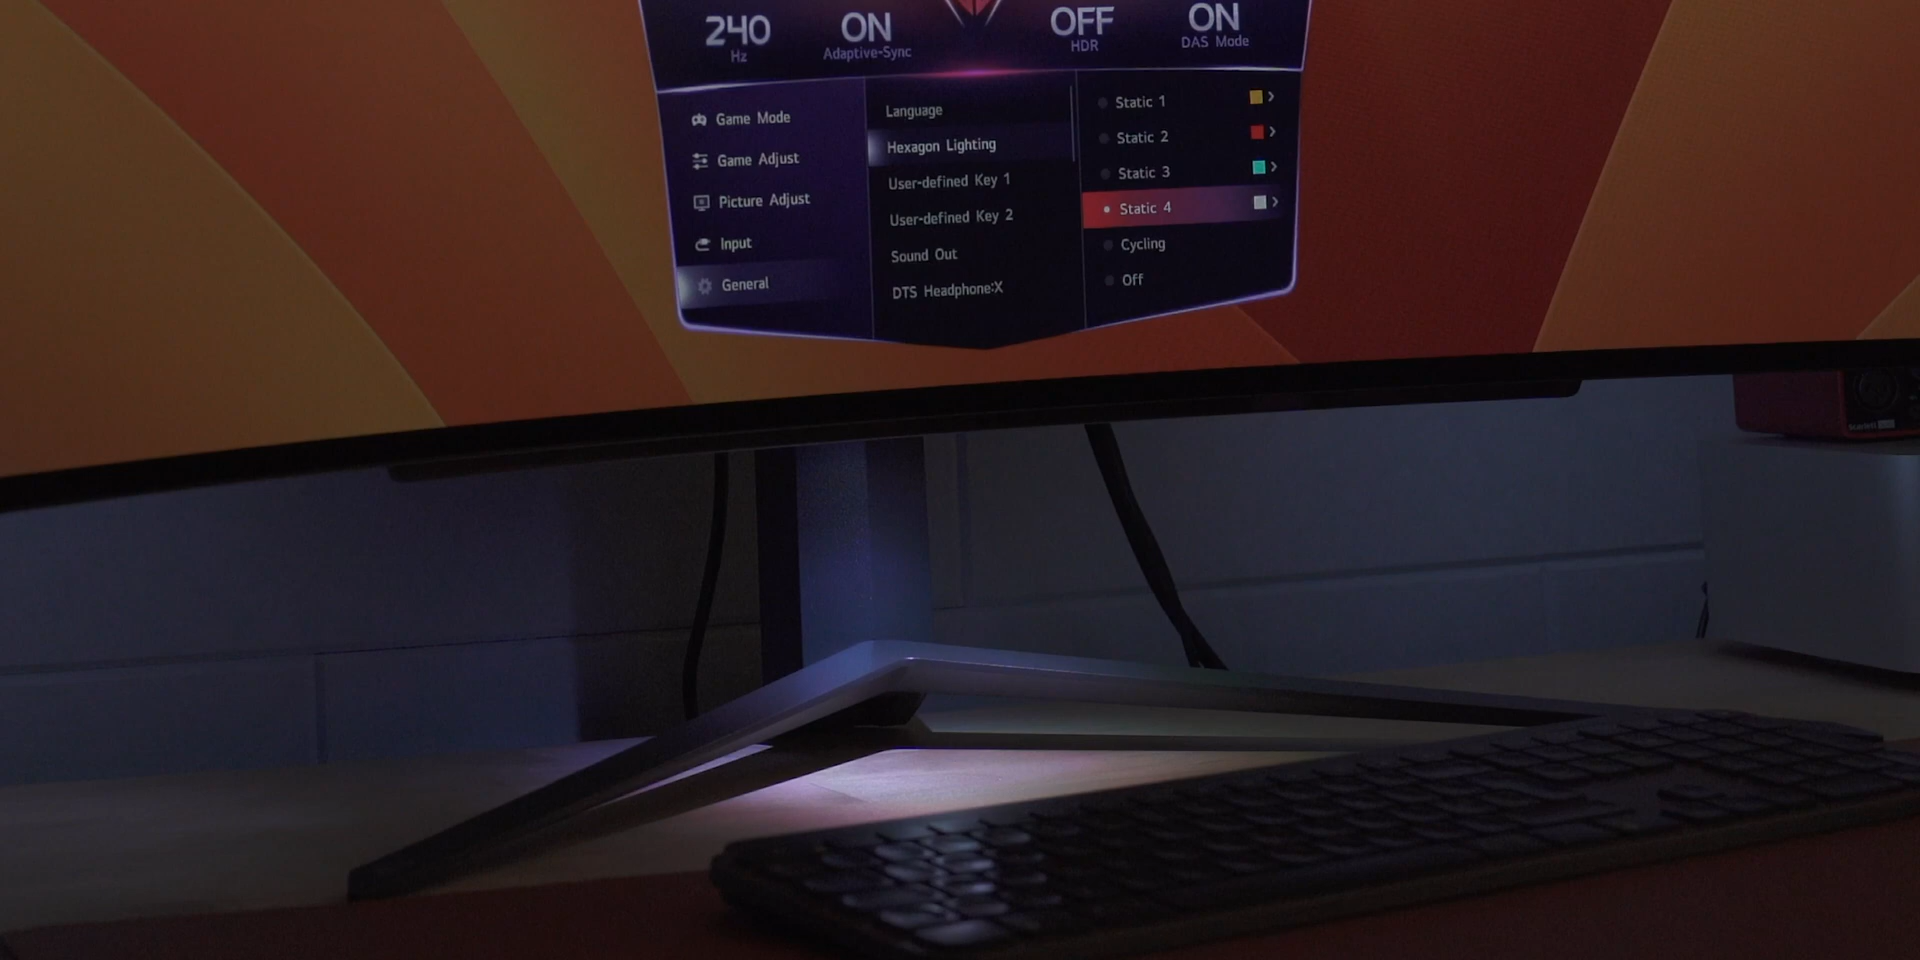 240
Hz
ON
Adaptive-Sync
OFF
HDR
ON
DAS Mode
Game Mode
Game Adjust
Picture Adjust
Input
General
Language
Hexagon Lighting
User-defined Key 1
User-defined Key 2
Sound Out
DTS Headphone:X
Static 1
Static 2
Static 3
Static 4
Cycling
Off
Scarlett